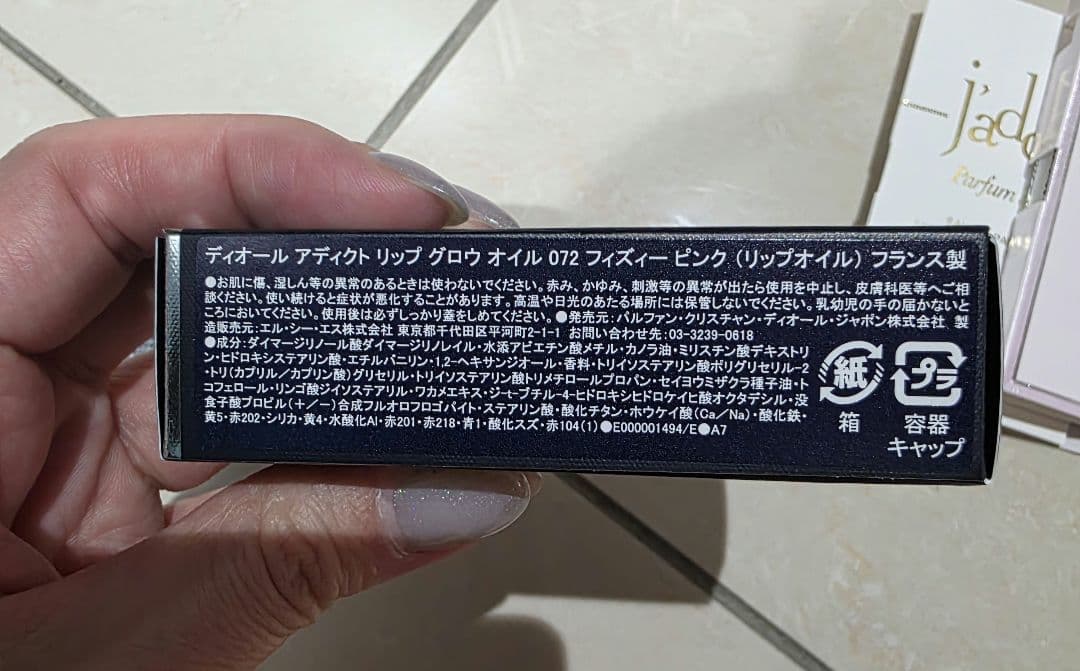 ディオール アディクト リップ グロウ オイル 072 フィズィー ピンク（リップオイル）フランス製
●お肌に傷、湿しん等の異常のあるときは使わないでください。赤み、かゆみ、刺激等の異常が出たら使用を中止し、皮膚科医等へご相
談ください。使い続けると症状が悪化することがあります。高温や日光のあたる場所には保管しないでください。乳幼児の手の届かないと
ころにおいてください。使用後は必ずしっかり蓋をしめてください。●発売元：パルファン・クリスチャン・ディオール・ジャポン株式会社 製
造販売元：エル・シー・エス株式会社 東京都千代田区平河町2-1-1 お問い合わせ先：03-3239-0618
●成分：ダイマージリノール酸ダイマージリノレイル・水添アビエチン酸メチル・カノラ油・ミリスチン酸デキストリ
ン・ヒドロキシステアリン酸・エチルバニリン・1,2-ヘキサンジオール・香料・トリイソステアリン酸ポリグリセリル-2
・トリ（カプリル／カプリン酸）グリセリル・トリイソステアリン酸トリメチロールプロパン・セイヨウミザクラ種子油・ト
コフェロール・リンゴ酸ジイソステアリル・ワカメエキス・ジ-t-ブチル-4-ヒドロキシヒドロケイヒ酸オクタデシル・没
食子酸プロピル（＋／－）合成フルオロフロゴパイト・ステアリン酸・酸化チタン・ホウケイ酸（Ca／Na）・酸化鉄・
黄5・赤202・シリカ・黄4・水酸化Al・赤201・赤218・青1・酸化スズ・赤104（1）●E000001494/E●A7
紙
箱
プラ
容器
キャップ
j'ado
Parfum